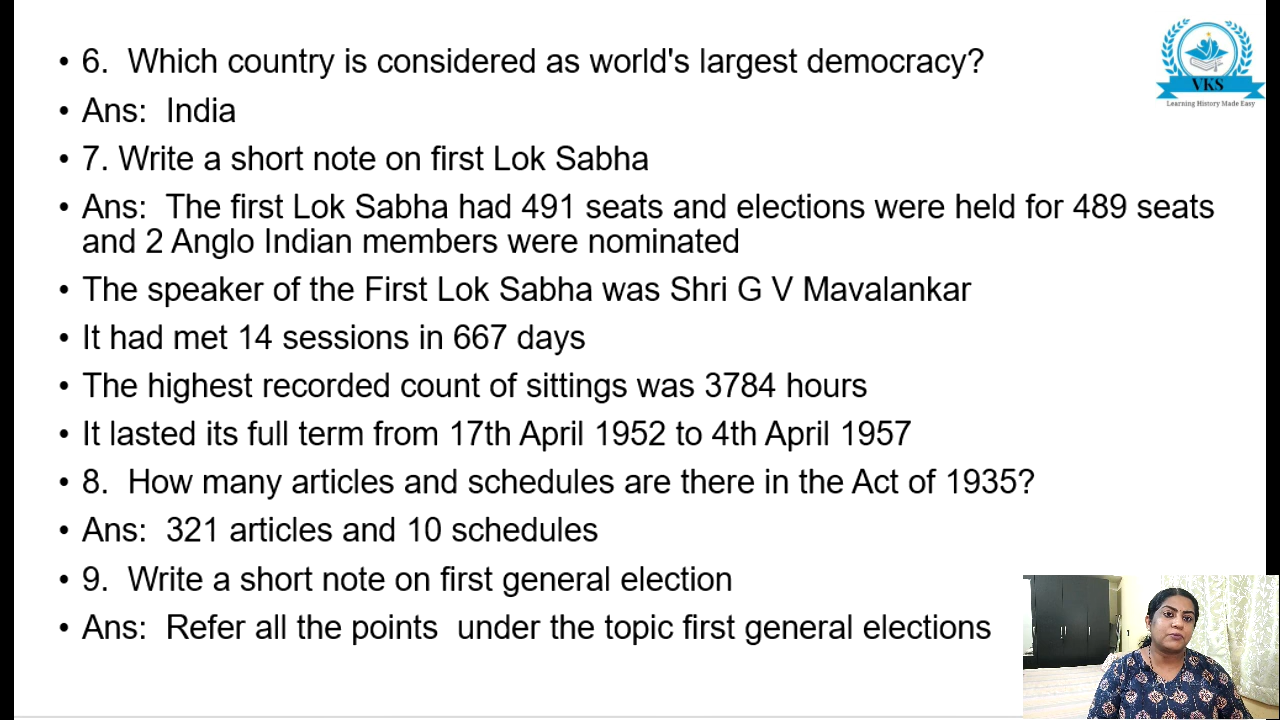 • 6.  Which country is considered as world's largest democracy?
• Ans:  India
• 7. Write a short note on first Lok Sabha
• Ans:  The first Lok Sabha had 491 seats and elections were held for 489 seats
and 2 Anglo Indian members were nominated
• The speaker of the First Lok Sabha was Shri G V Mavalankar
• It had met 14 sessions in 667 days
• The highest recorded count of sittings was 3784 hours
• It lasted its full term from 17th April 1952 to 4th April 1957
• 8.  How many articles and schedules are there in the Act of 1935?
• Ans:  321 articles and 10 schedules
• 9.  Write a short note on first general election
• Ans:  Refer all the points  under the topic first general elections
VKS
Learning History Made Easy